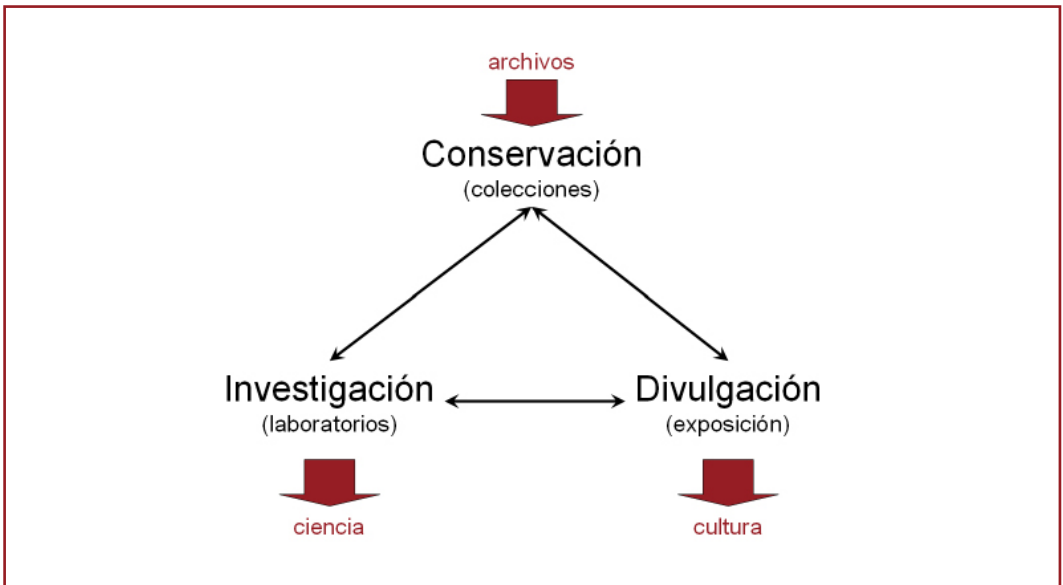 archivos
Conservación
(colecciones)
Investigación
(laboratorios)
Divulgación
(exposición)
ciencia
cultura